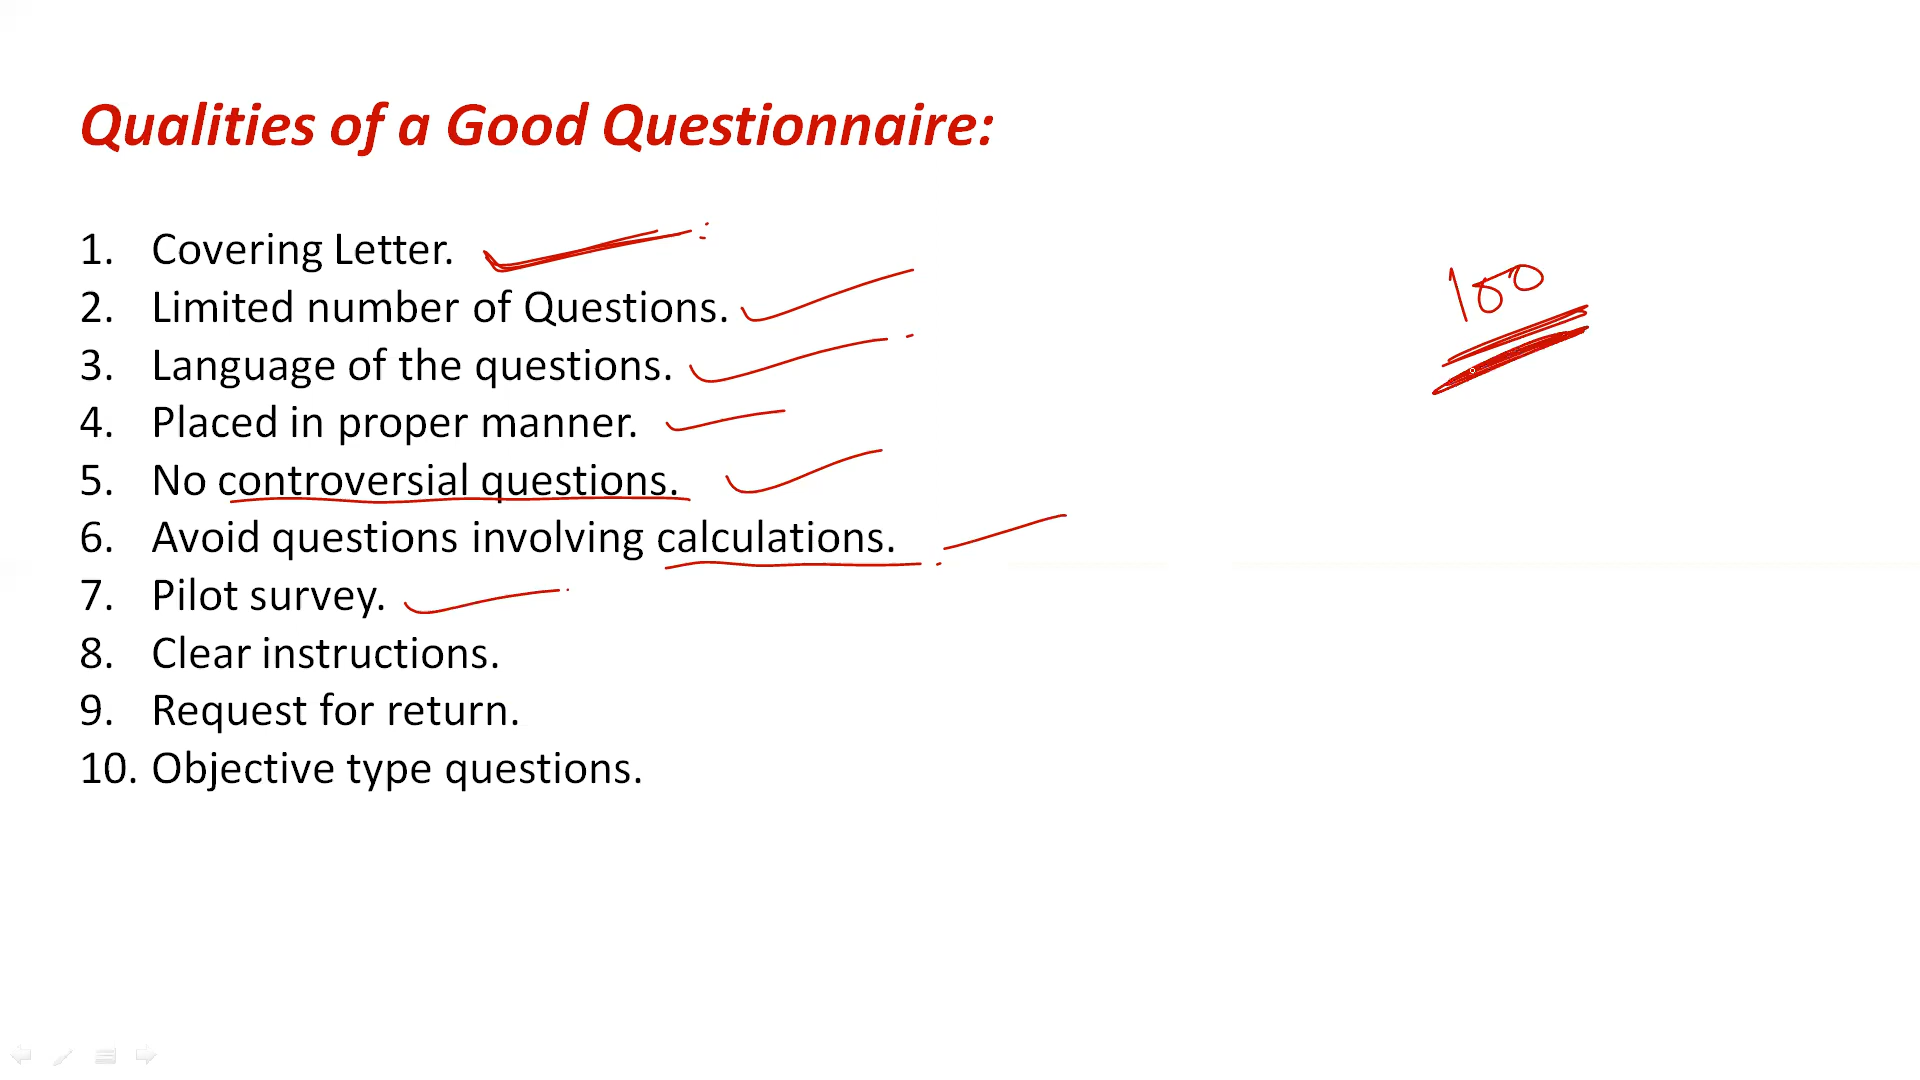 Qualities of a Good Questionnaire:
1. Covering Letter.
2. Limited number of Questions.
3. Language of the questions.
4. Placed in proper manner.
5. No controversial questions.
6. Avoid questions involving calculations.
7. Pilot survey.
8. Clear instructions.
9. Request for return.
10. Objective type questions.
100